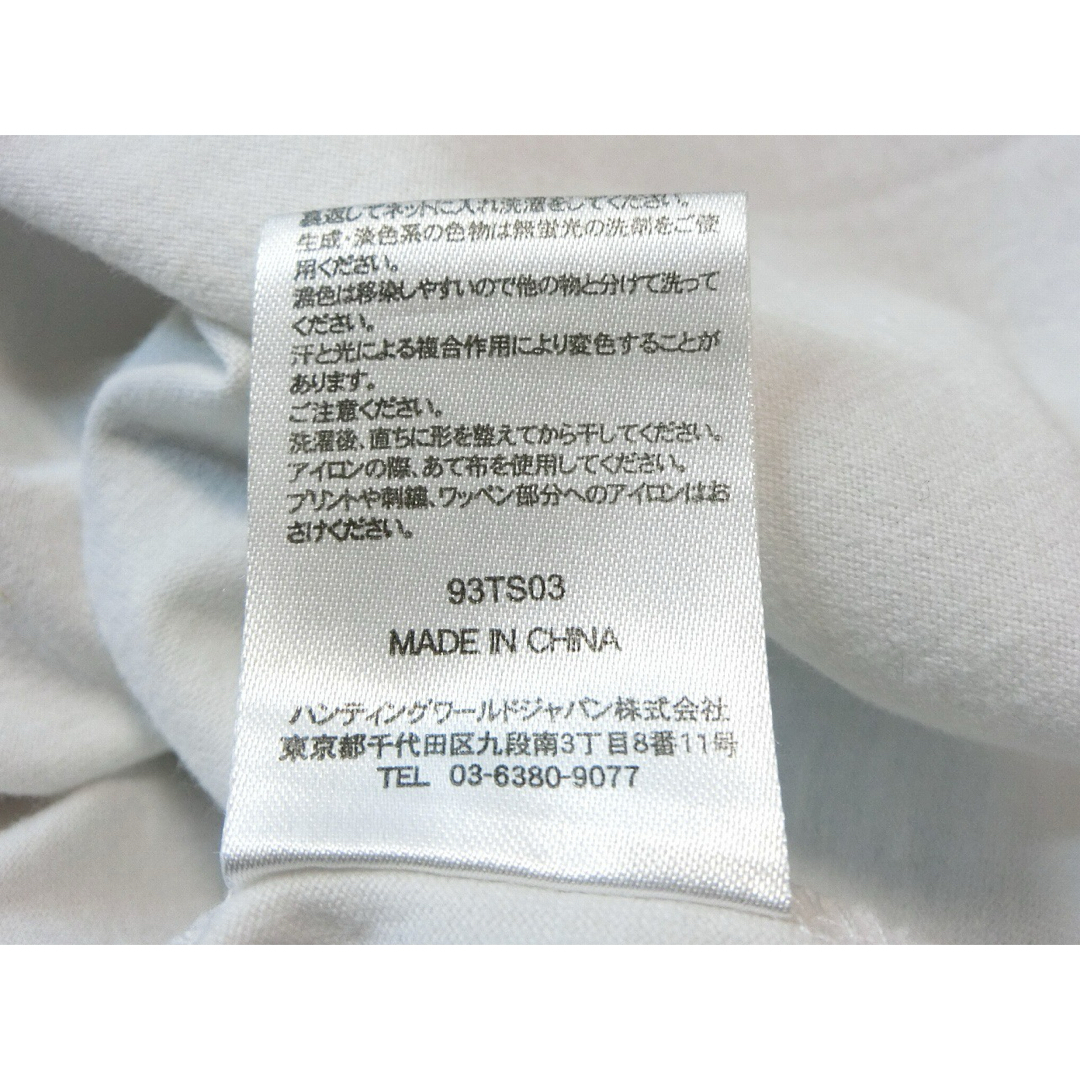 裏返してネットに入れ洗濯をしてください。
生成・淡色系の色物は無蛍光の洗剤をご使
用ください。
濃色は移染しやすいので他の物と分けて洗って
ください。
汗と光による複合作用により変色することが
あります。
ご注意ください。
洗濯後、直ちに形を整えてから干してください。
アイロンの際、あて布を使用してください。
プリントや刺繍、ワッペン部分へのアイロンはお
さけください。
93TS03
MADE IN CHINA
ハンティングワールドジャパン株式会社
東京都千代田区九段南3丁目8番11号
TEL 03-6380-9077